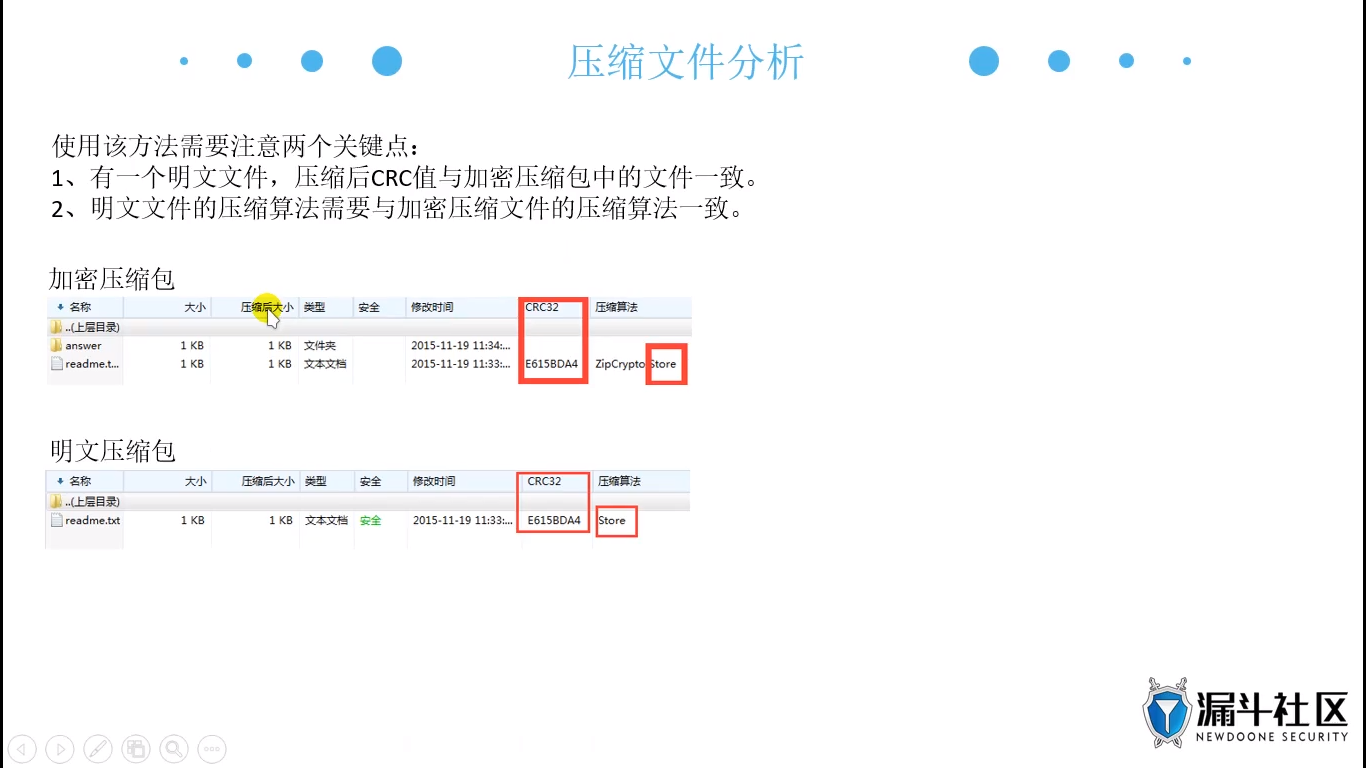 压缩文件分析
使用该方法需要注意两个关键点：
1、有一个明文文件，压缩后CRC值与加密压缩包中的文件一致。
2、明文文件的压缩算法需要与加密压缩文件的压缩算法一致。
加密压缩包
名称 大小 压缩后大小 类型 安全 修改时间 CRC32 压缩算法
..(上层目录)
answer 1 KB 1 KB 文件夹 2015-11-19 11:34:...
readme.t... 1 KB 1 KB 文本文档 2015-11-19 11:33:... E615BDA4 ZipCrypto Store
明文压缩包
名称 大小 压缩后大小 类型 安全 修改时间 CRC32 压缩算法
..(上层目录)
readme.txt 1 KB 1 KB 文本文档 安全 2015-11-19 11:33:... E615BDA4 Store
漏斗社区
NEWDOONE SECURITY